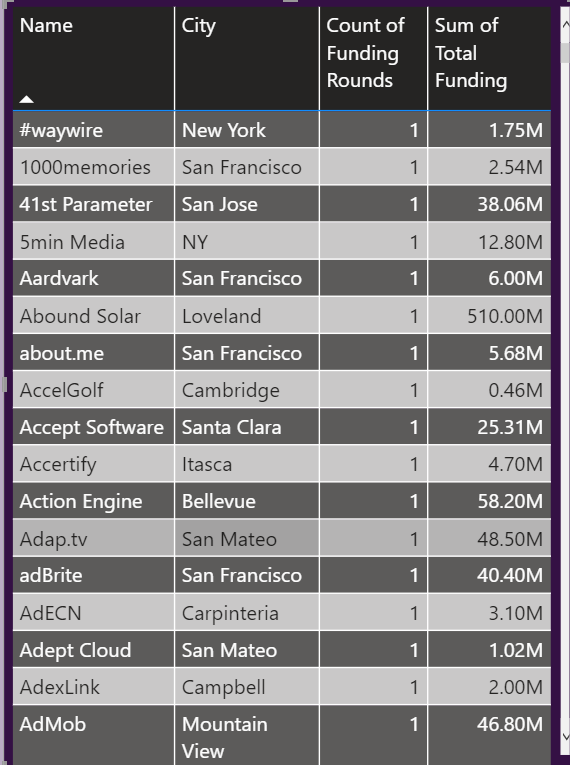 Name City Count of Funding Rounds Sum of Total Funding
#waywire New York 1 1.75M
1000memories San Francisco 1 2.54M
41st Parameter San Jose 1 38.06M
5min Media NY 1 12.80M
Aardvark San Francisco 1 6.00M
Abound Solar Loveland 1 510.00M
about.me San Francisco 1 5.68M
AccelGolf Cambridge 1 0.46M
Accept Software Santa Clara 1 25.31M
Accertify Itasca 1 4.70M
Action Engine Bellevue 1 58.20M
Adap.tv San Mateo 1 48.50M
adBrite San Francisco 1 40.40M
AdECN Carpinteria 1 3.10M
Adept Cloud San Mateo 1 1.02M
AdexLink Campbell 1 2.00M
AdMob Mountain View 1 46.80M